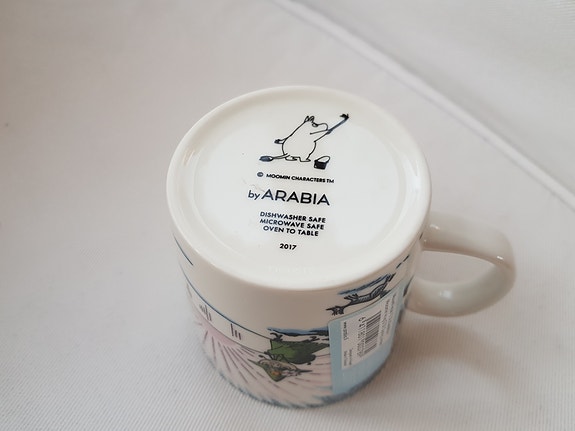 © MOOMIN CHARACTERS TM
by ARABIA
DISHWASHER SAFE
MICROWAVE SAFE
OVEN TO TABLE
2017